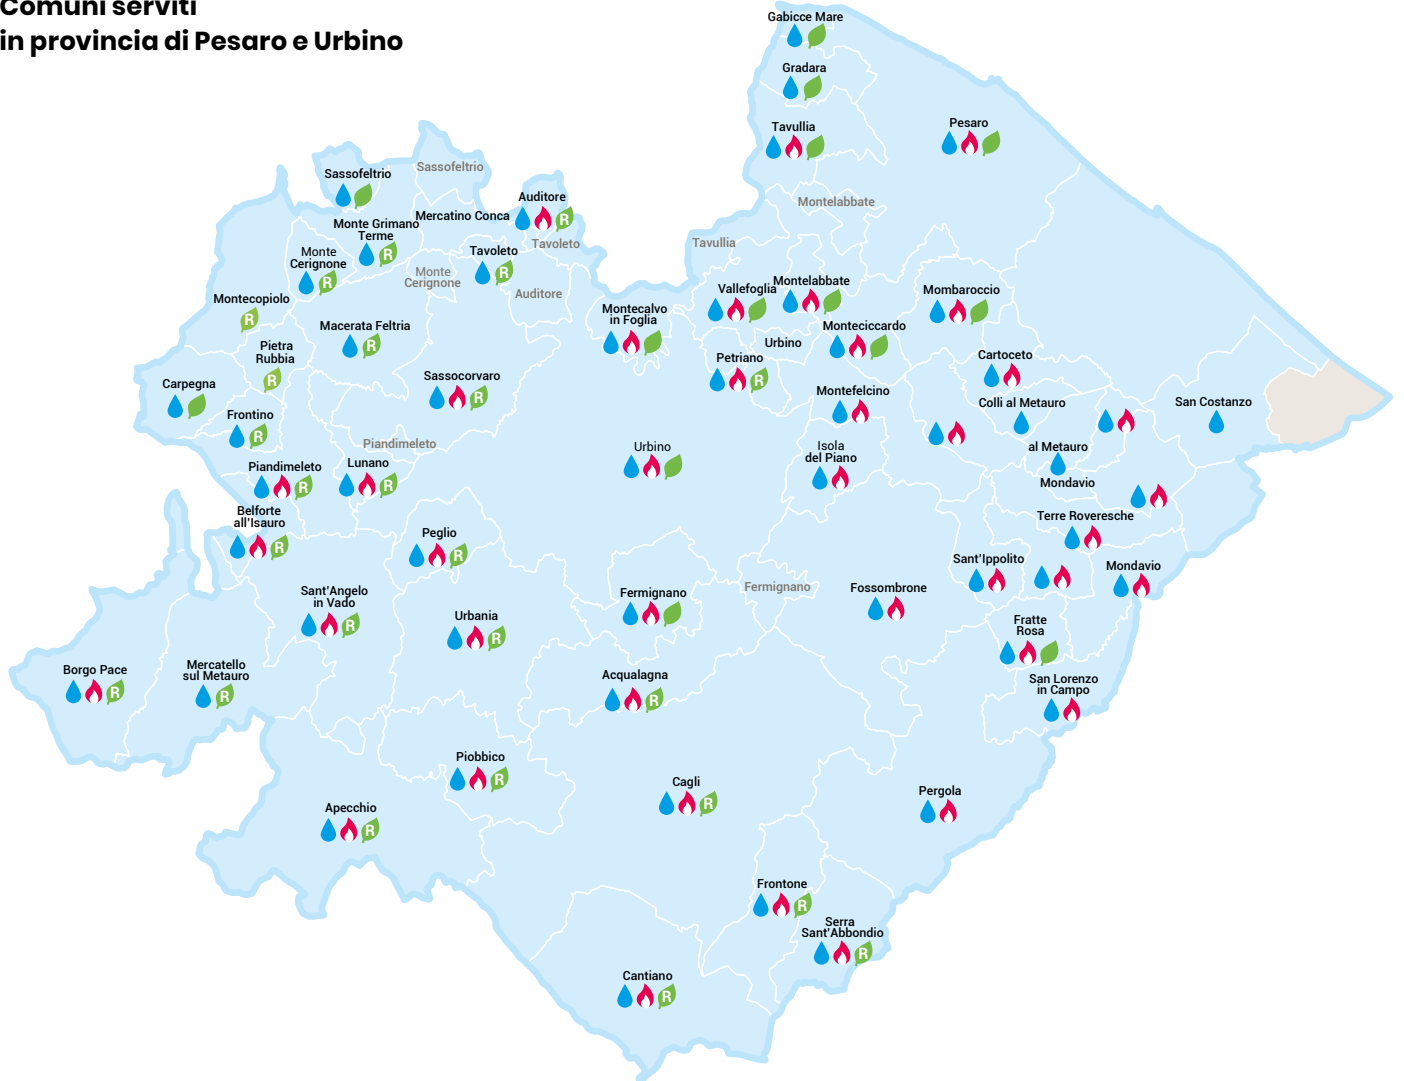 Comuni serviti
in provincia di Pesaro e Urbino
Gabicce Mare
Gradara
Tavullia
Pesaro
Sassofeltrio
Sassofeltrio
Auditore
R
Montelabbate
Mercatino Conca
Monte Grimano
Terme
R
Tavoleto
Tavullia
Tavoleto
R
Monte
Cerignone
R
Monte
Cerignone
Auditore
Montecopiolo
R
Vallefoglia
Montelabbate
Mombaroccio
Montecalvo
in Foglia
Macerata Feltria
R
Monteciccardo
Urbino
Pietra
Rubbia
R
Petriano
R
Cartoceto
Carpegna
Sassocorvaro
R
Montefelcino
Colli al Metauro
San Costanzo
Frontino
R
Piandimeleto
Urbino
Isola
del Piano
al Metauro
Piandimeleto
R
Lunano
R
Mondavio
Belforte
all'Isauro
R
Terre Roveresche
Peglio
R
Sant'Ippolito
Mondavio
Sant'Angelo
in Vado
R
Fermignano
Fermignano
Fossombrone
Urbania
R
Fratte
Rosa
Borgo Pace
R
Mercatello
sul Metauro
R
Acqualagna
R
San Lorenzo
in Campo
Piobbico
R
Cagli
R
Pergola
Apecchio
R
Frontone
R
Serra
Sant'Abbondio
R
Cantiano
R